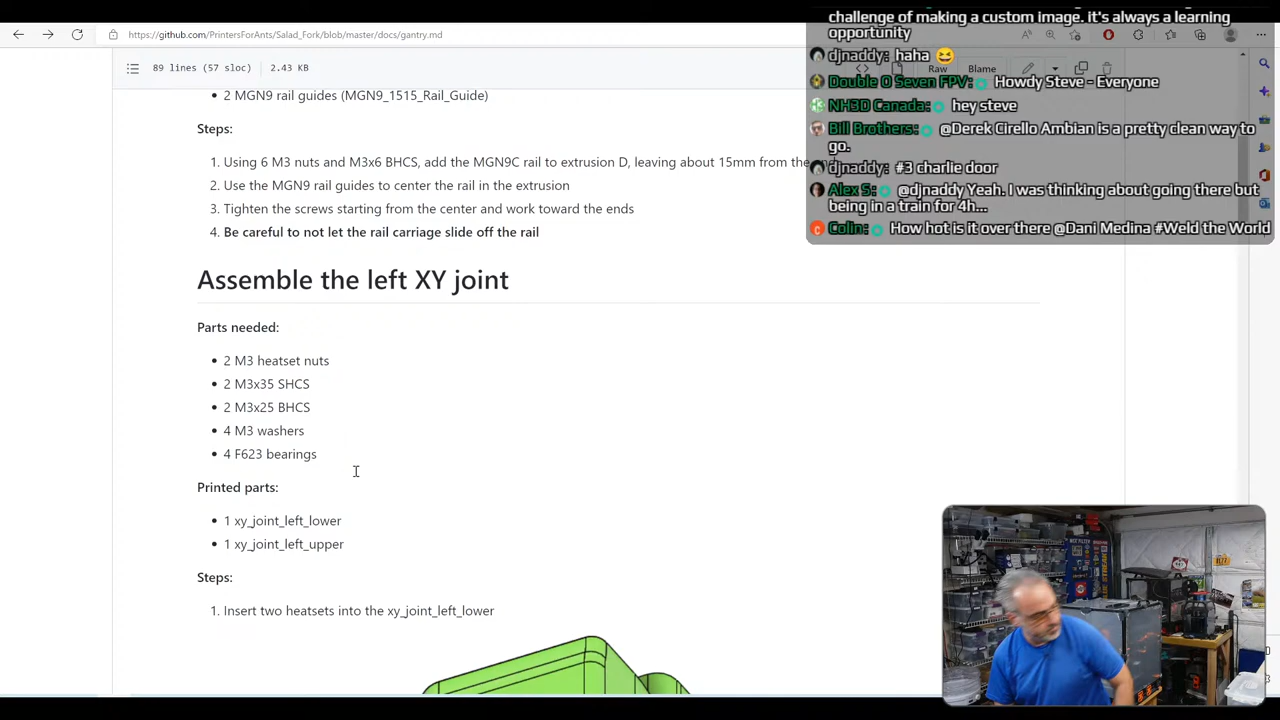 https://github.com/PrintersForAnts/Salad_Fork/blob/master/docs/gantry.md
89 lines (57 sloc)
2.43 KB
Raw
Blame
2 MGN9 rail guides (MGN9_1515_Rail_Guide)
Steps:
1. Using 6 M3 nuts and M3x6 BHCS, add the MGN9C rail to extrusion D, leaving about 15mm from the
2. Use the MGN9 rail guides to center the rail in the extrusion
3. Tighten the screws starting from the center and work toward the ends
4. Be careful to not let the rail carriage slide off the rail
Assemble the left XY joint
Parts needed:
2 M3 heatset nuts
2 M3x35 SHCS
2 M3x25 BHCS
4 M3 washers
4 F623 bearings
Printed parts:
1 xy_joint_left_lower
1 xy_joint_left_upper
Steps:
1. Insert two heatsets into the xy_joint_left_lower
challenge of making a custom image. it's always a learning
opportunity
djnaddy: haha 😆
Double O Seven FPV: Howdy Steve - Everyone
NH3D Canada: hey steve
Bill Brothers: @Derek Cirello Ambian is a pretty clean way to
go.
djnaddy: #3 charlie door
Alex S: @djnaddy Yeah. I was thinking about going there but
being in a train for 4h...
Colin: How hot is it over there @Dani Medina #Weld the World